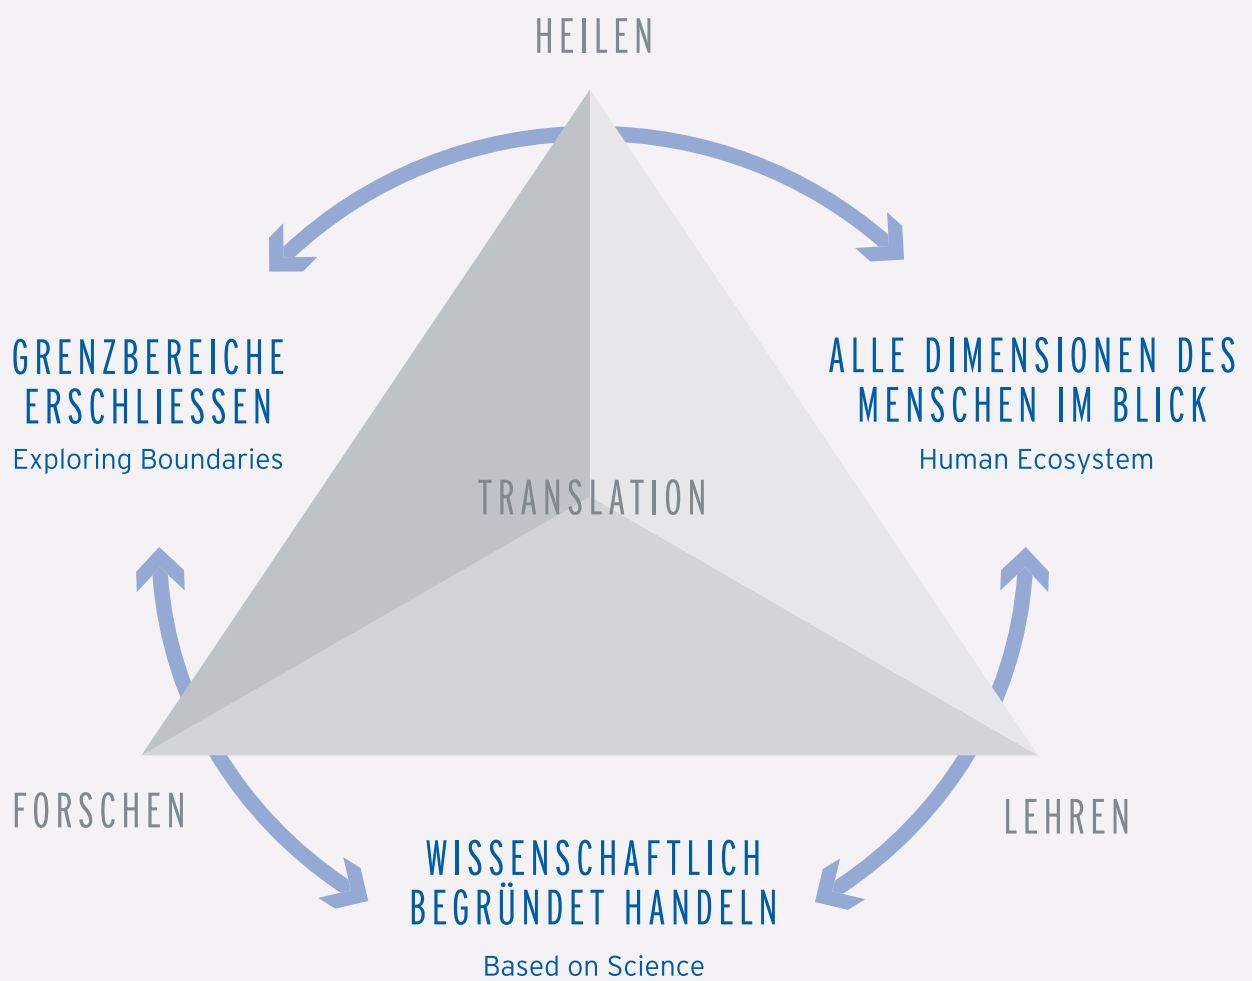 HEILEN
GRENZBEREICHE
ERSCHLIESSEN
Exploring Boundaries
ALLE DIMENSIONEN DES
MENSCHEN IM BLICK
Human Ecosystem
TRANSLATION
FORSCHEN
LEHREN
WISSENSCHAFTLICH
BEGRÜNDET HANDELN
Based on Science